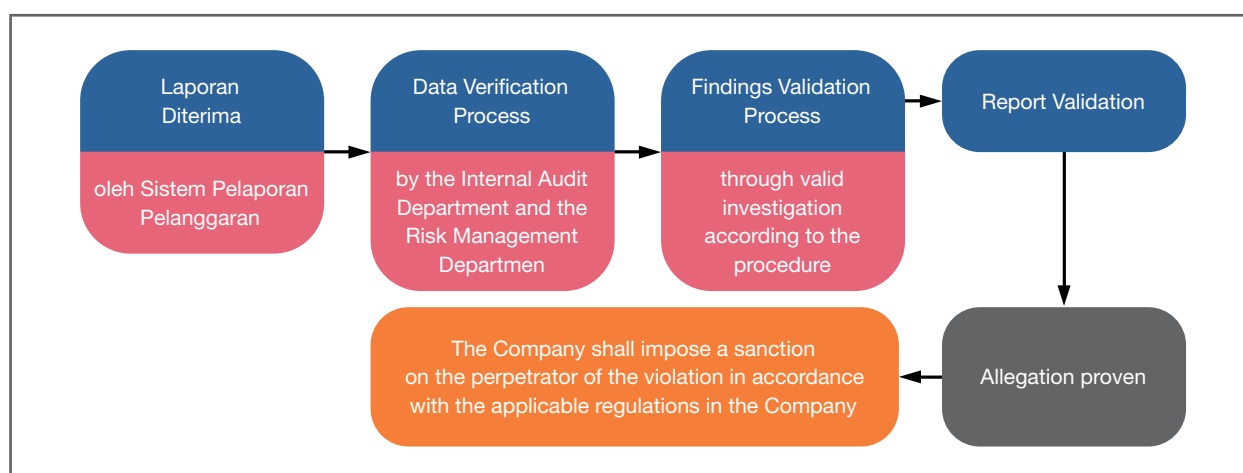 Laporan
Diterima
oleh Sistem Pelaporan
Pelanggaran
Data Verification
Process
by the Internal Audit
Department and the
Risk Management
Departmen
Findings Validation
Process
through valid
investigation
according to the
procedure
Report Validation
Allegation proven
The Company shall impose a sanction
on the perpetrator of the violation in accordance
with the applicable regulations in the Company